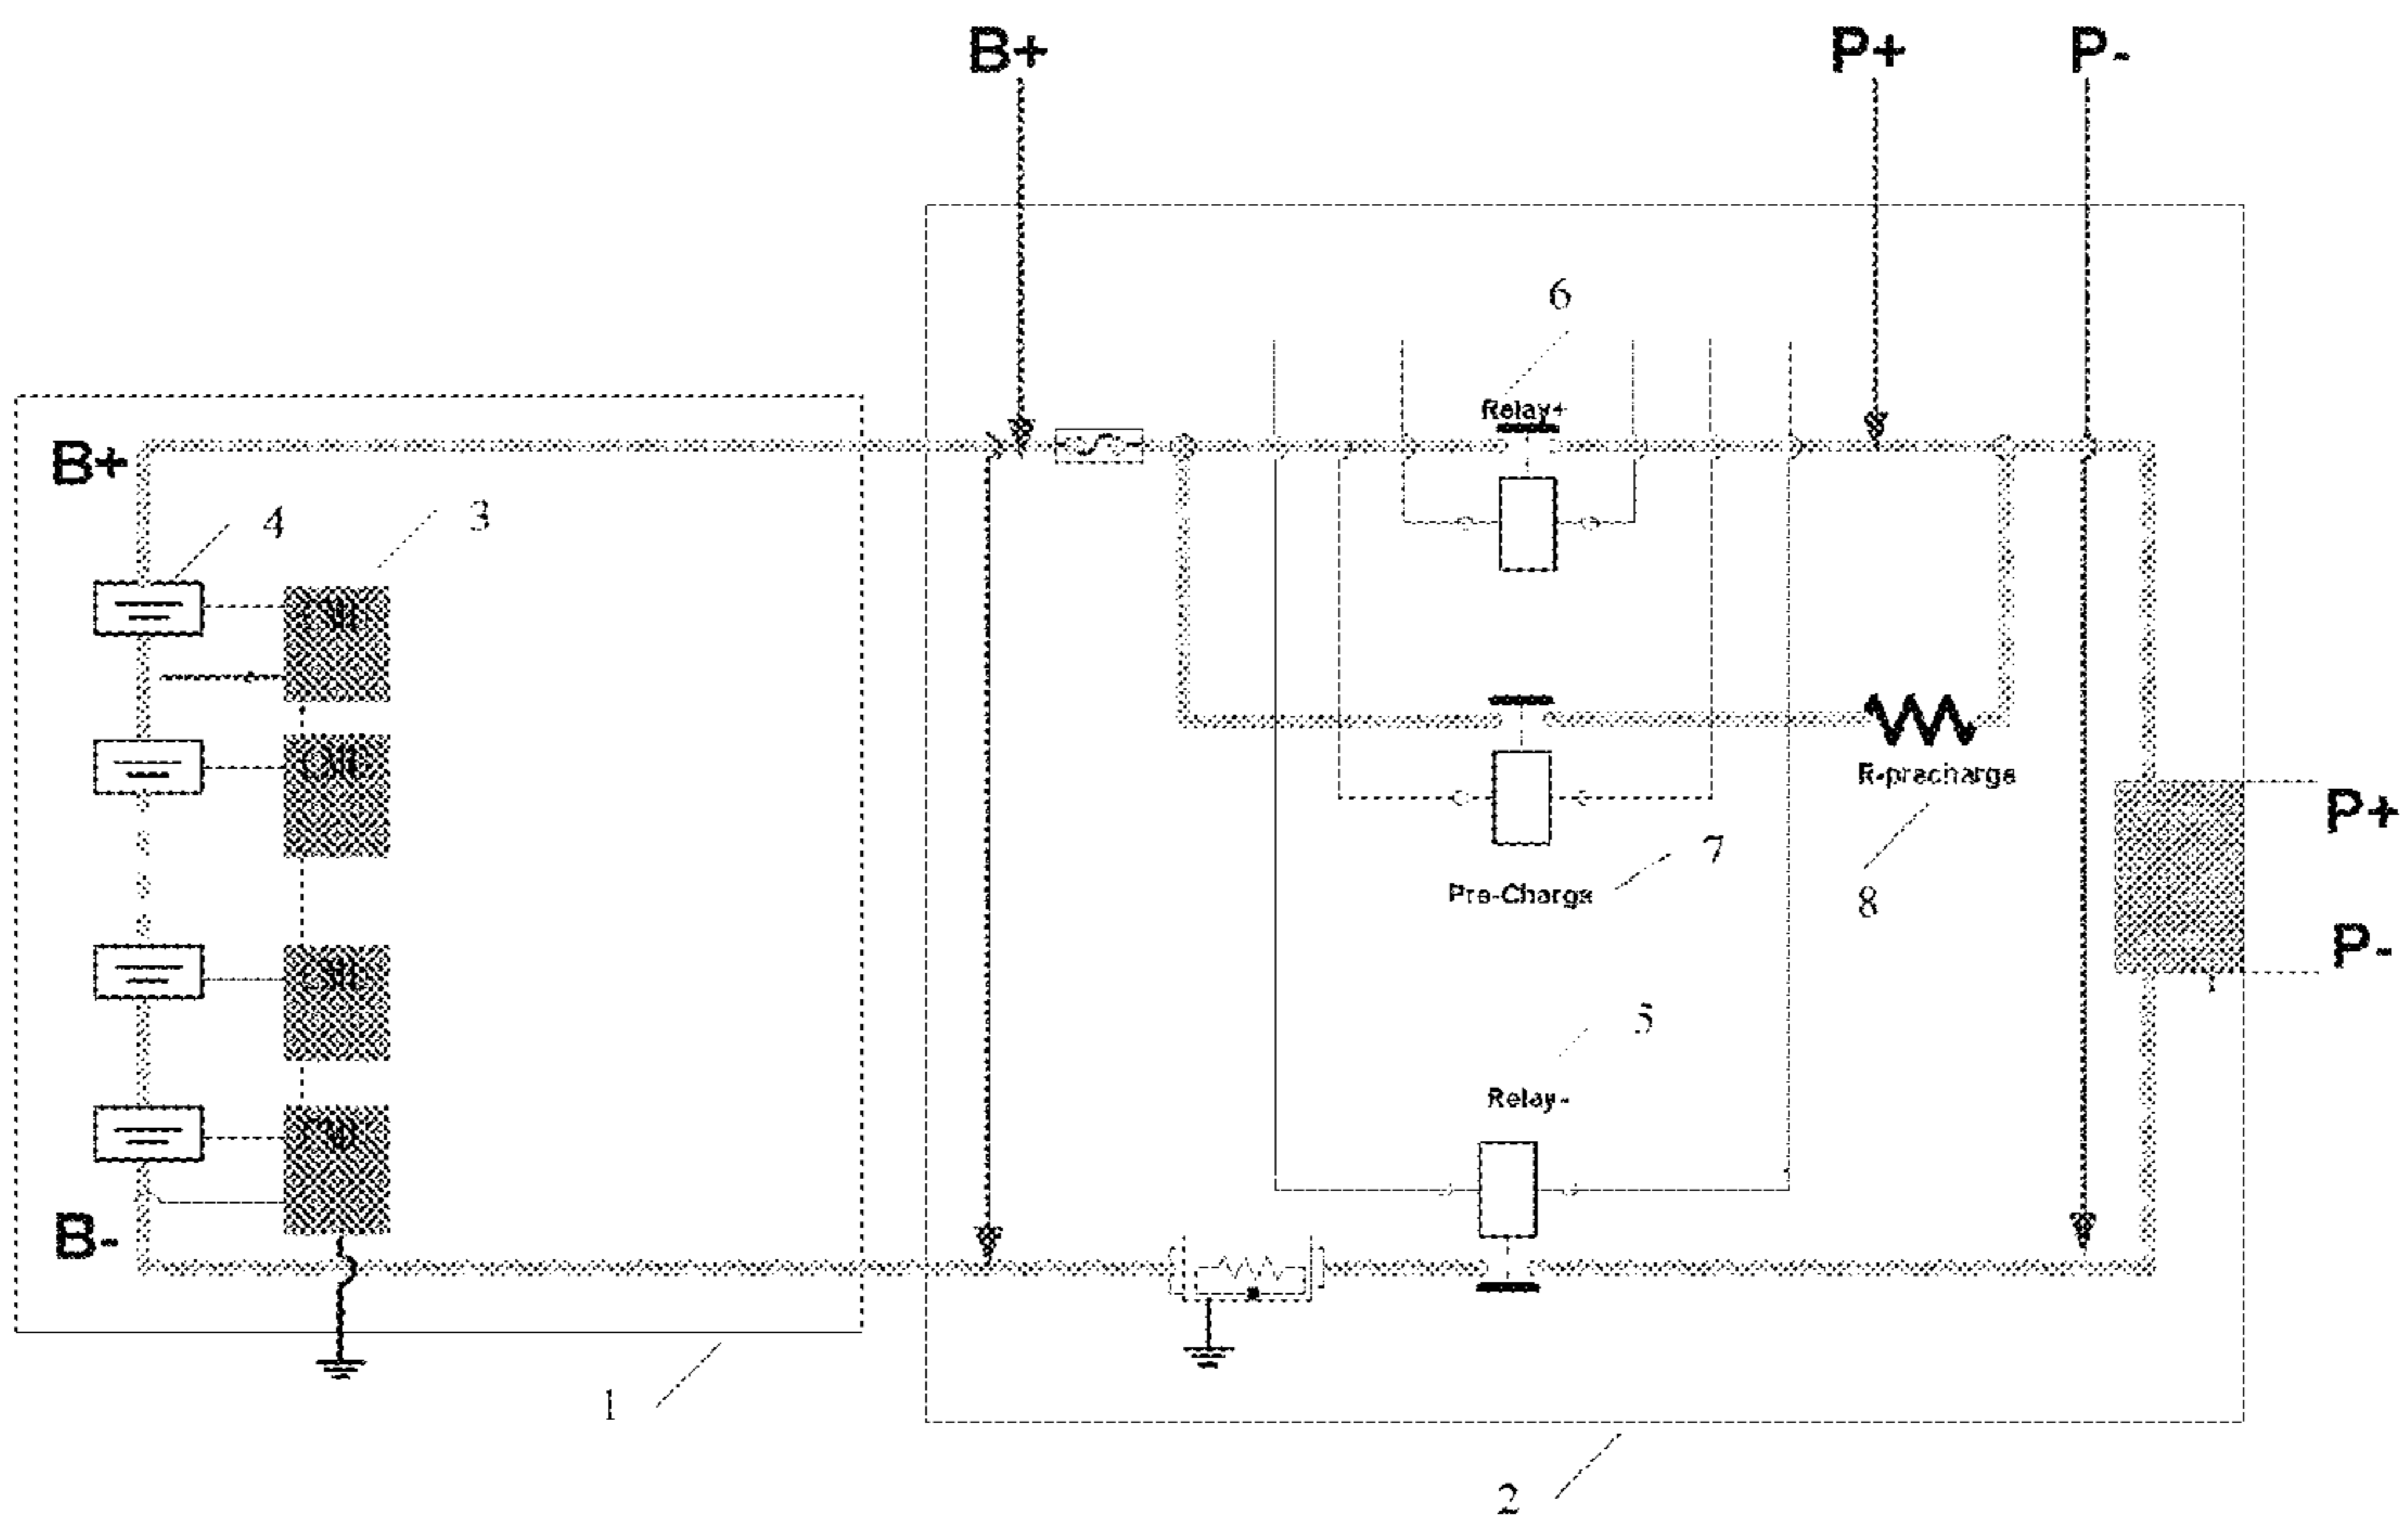 B+
P+
P-
6
Relay+
B+
4
3
R-precharge
P+
7
Pre-Charge
8
P-
5
Relay-
B-
1
2